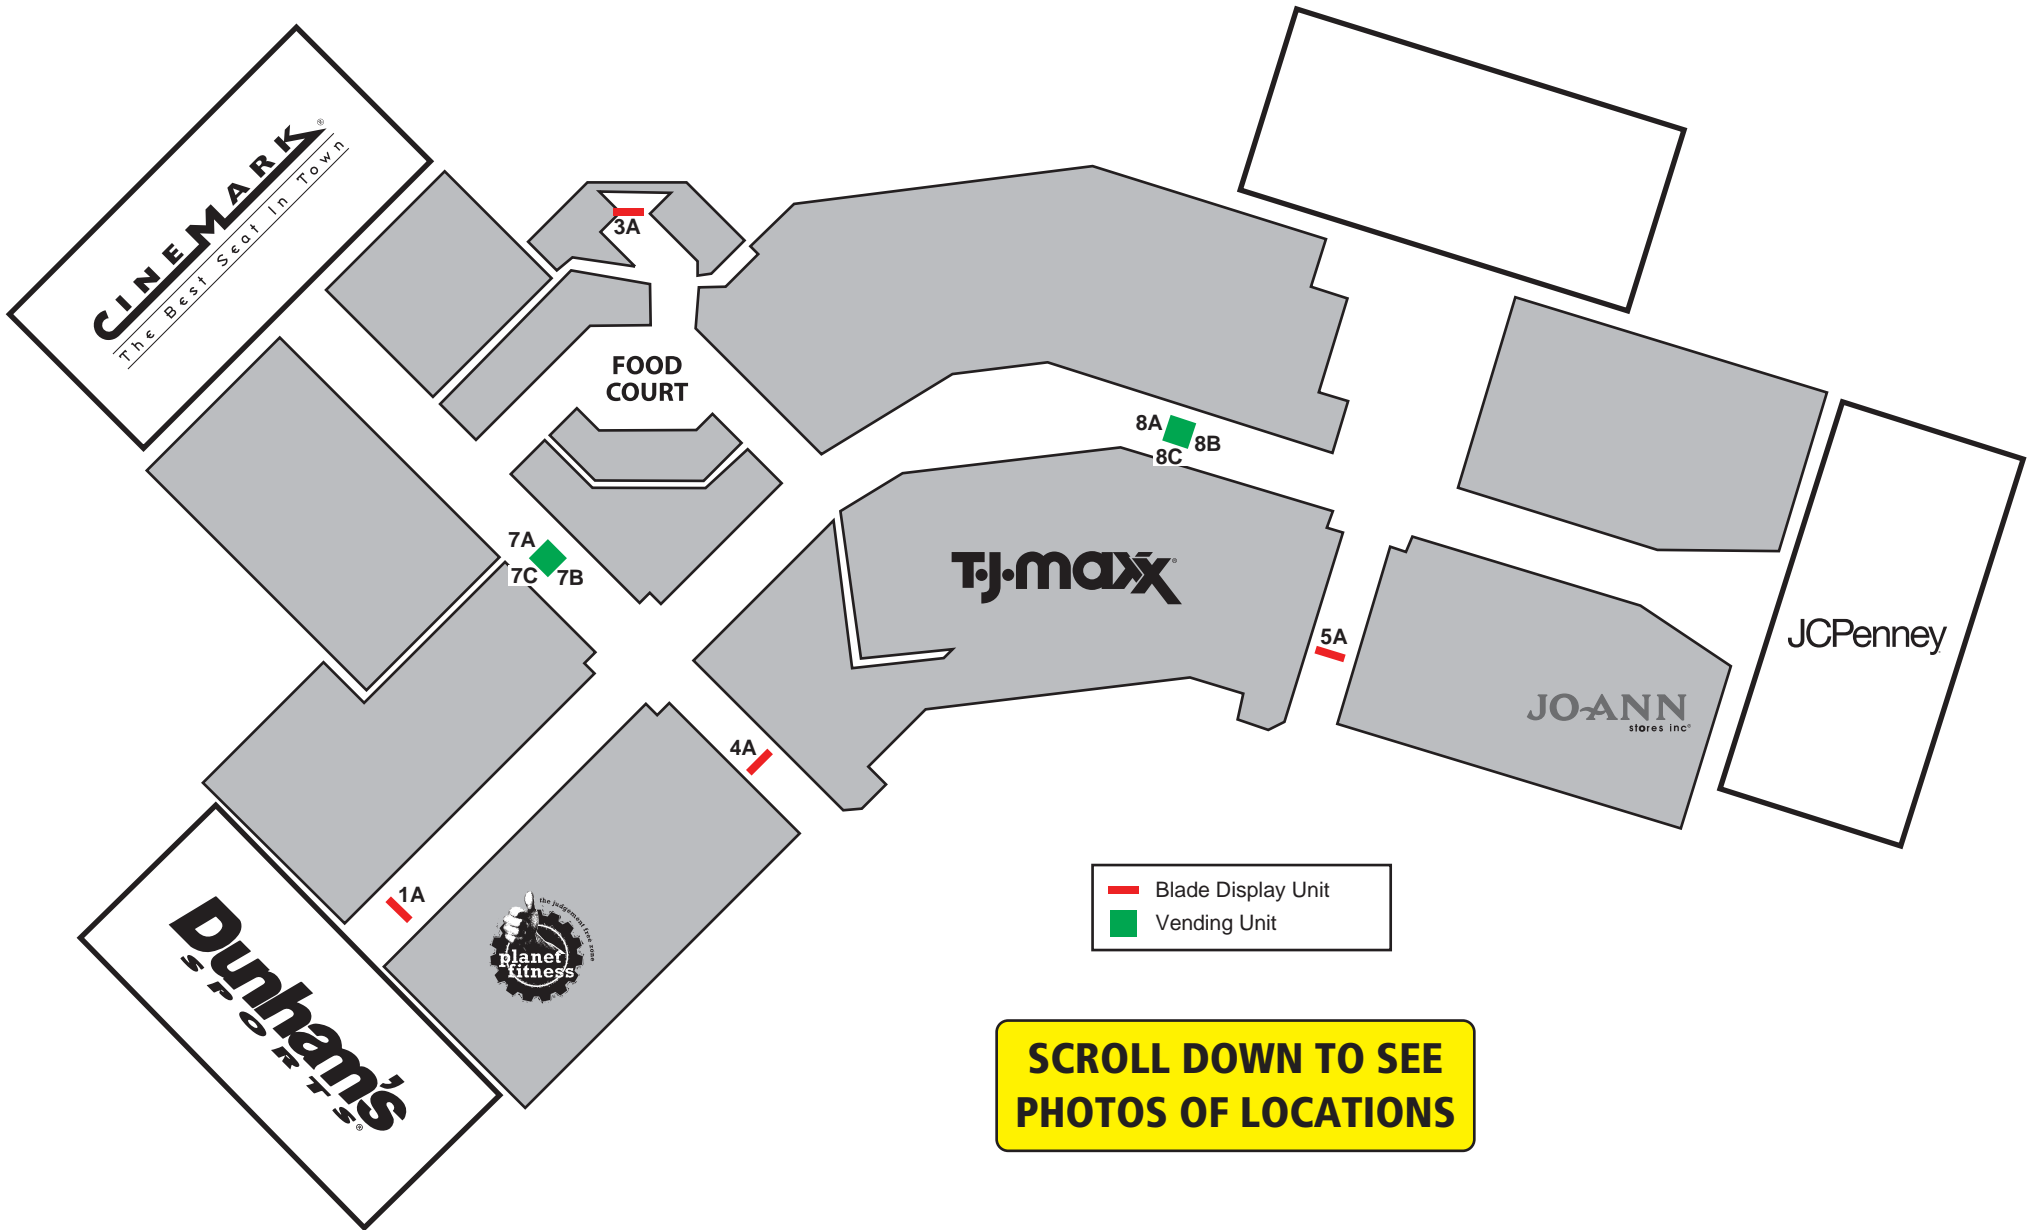 CINEMARK®
The Best Seat In Town
3A
FOOD
COURT
8A
8B
8C
7A
7C
7B
T·J·maxx®
5A
JCPenney
JO-ANN
stores inc®
4A
1A
the judgement free zone
planet
fitness
Dunham's
SPORTS®
Blade Display Unit
Vending Unit
SCROLL DOWN TO SEE
PHOTOS OF LOCATIONS